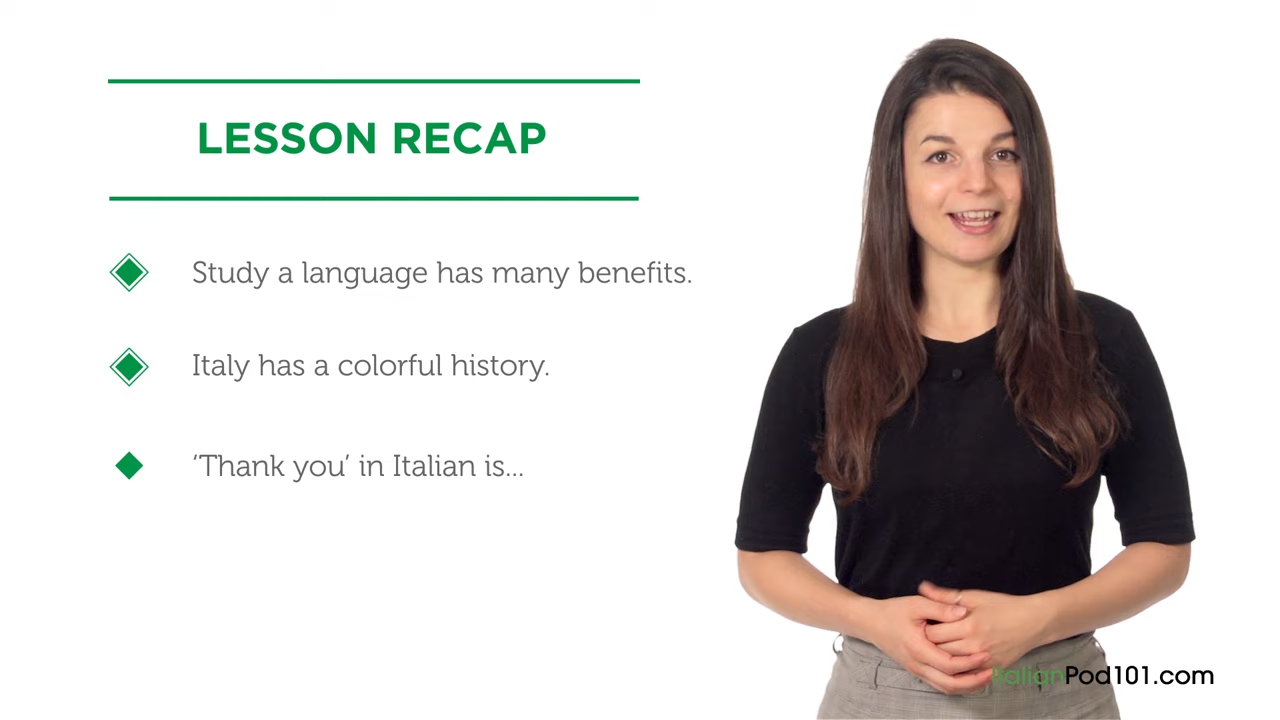 LESSON RECAP
Study a language has many benefits.
Italy has a colorful history.
‘Thank you’ in Italian is...
ItalianPod101.com